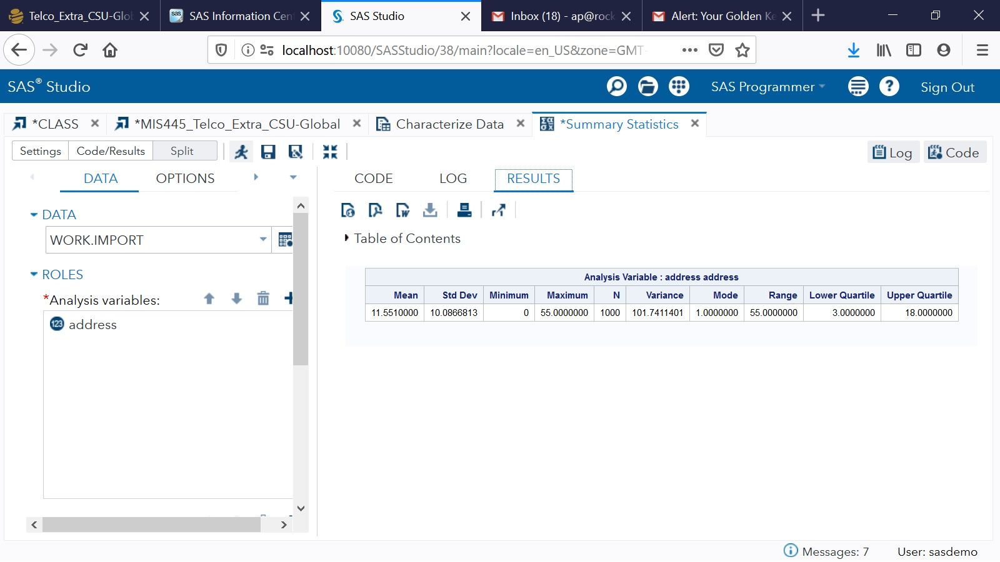 Telco_Extra_CSU-Glo
SAS Information Cen
SAS Studio
Inbox (18) - ap@rock
Alert: Your Golden Ke
localhost:10080/SASStudio/38/main?locale=en_US&zone=GMT-
SAS® Studio
SAS Programmer
Sign Out
*CLASS
*MIS445_Telco_Extra_CSU-Global
Characterize Data
*Summary Statistics
Settings
Code/Results
Split
Log
Code
DATA
OPTIONS
CODE
LOG
RESULTS
DATA
WORK.IMPORT
ROLES
*Analysis variables:
123 address
Table of Contents
Analysis Variable : address address
Mean Std Dev Minimum Maximum N Variance Mode Range Lower Quartile Upper Quartile
11.5510000 10.0866813 0 55.0000000 1000 101.7411401 1.0000000 55.0000000 3.0000000 18.0000000
Messages: 7
User: sasdemo